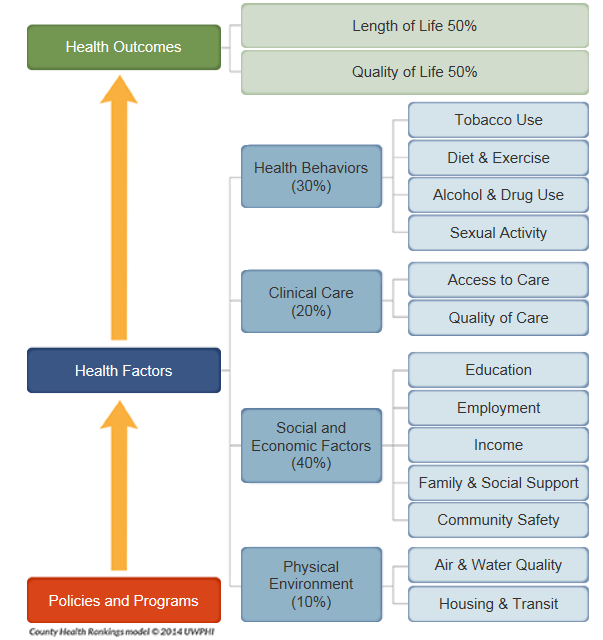 Health Outcomes
Length of Life 50%
Quality of Life 50%
Health Behaviors
(30%)
Tobacco Use
Diet & Exercise
Alcohol & Drug Use
Sexual Activity
Clinical Care
(20%)
Access to Care
Quality of Care
Health Factors
Social and
Economic Factors
(40%)
Education
Employment
Income
Family & Social Support
Community Safety
Physical
Environment
(10%)
Air & Water Quality
Housing & Transit
Policies and Programs
County Health Rankings model © 2014 UWPHI